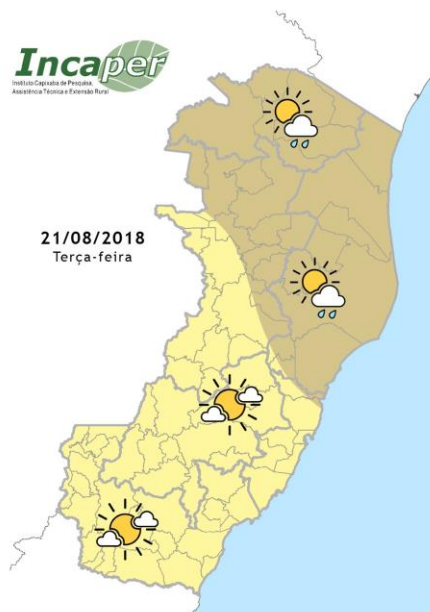 Incaper
Instituto Capixaba de Pesquisa,
Assistência Técnica e Extensão Rural
21/08/2018
Terça-feira